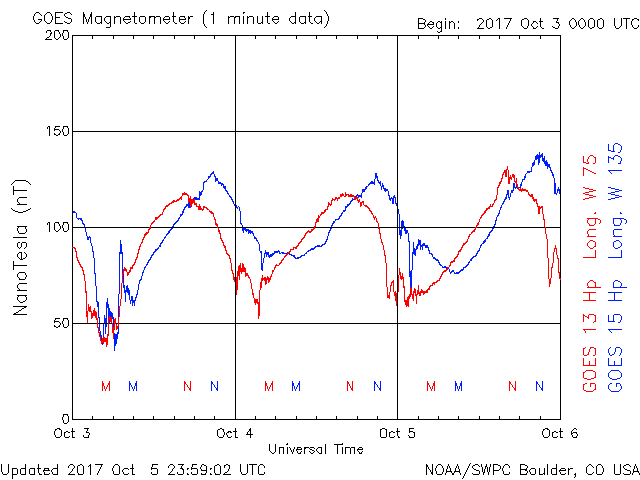 GOES Magnetometer (1 minute data)
Begin: 2017 Oct 3 0000 UTC
200
150
100
50
0
NanoTesla (nT)
M M N N M M N N M M N N
Oct 3 Oct 4 Oct 5 Oct 6
Universal Time
GOES 13 Hp Long. W 75
GOES 15 Hp Long. W 135
Updated 2017 Oct 5 23:59:02 UTC
NOAA/SWPC Boulder, CO USA